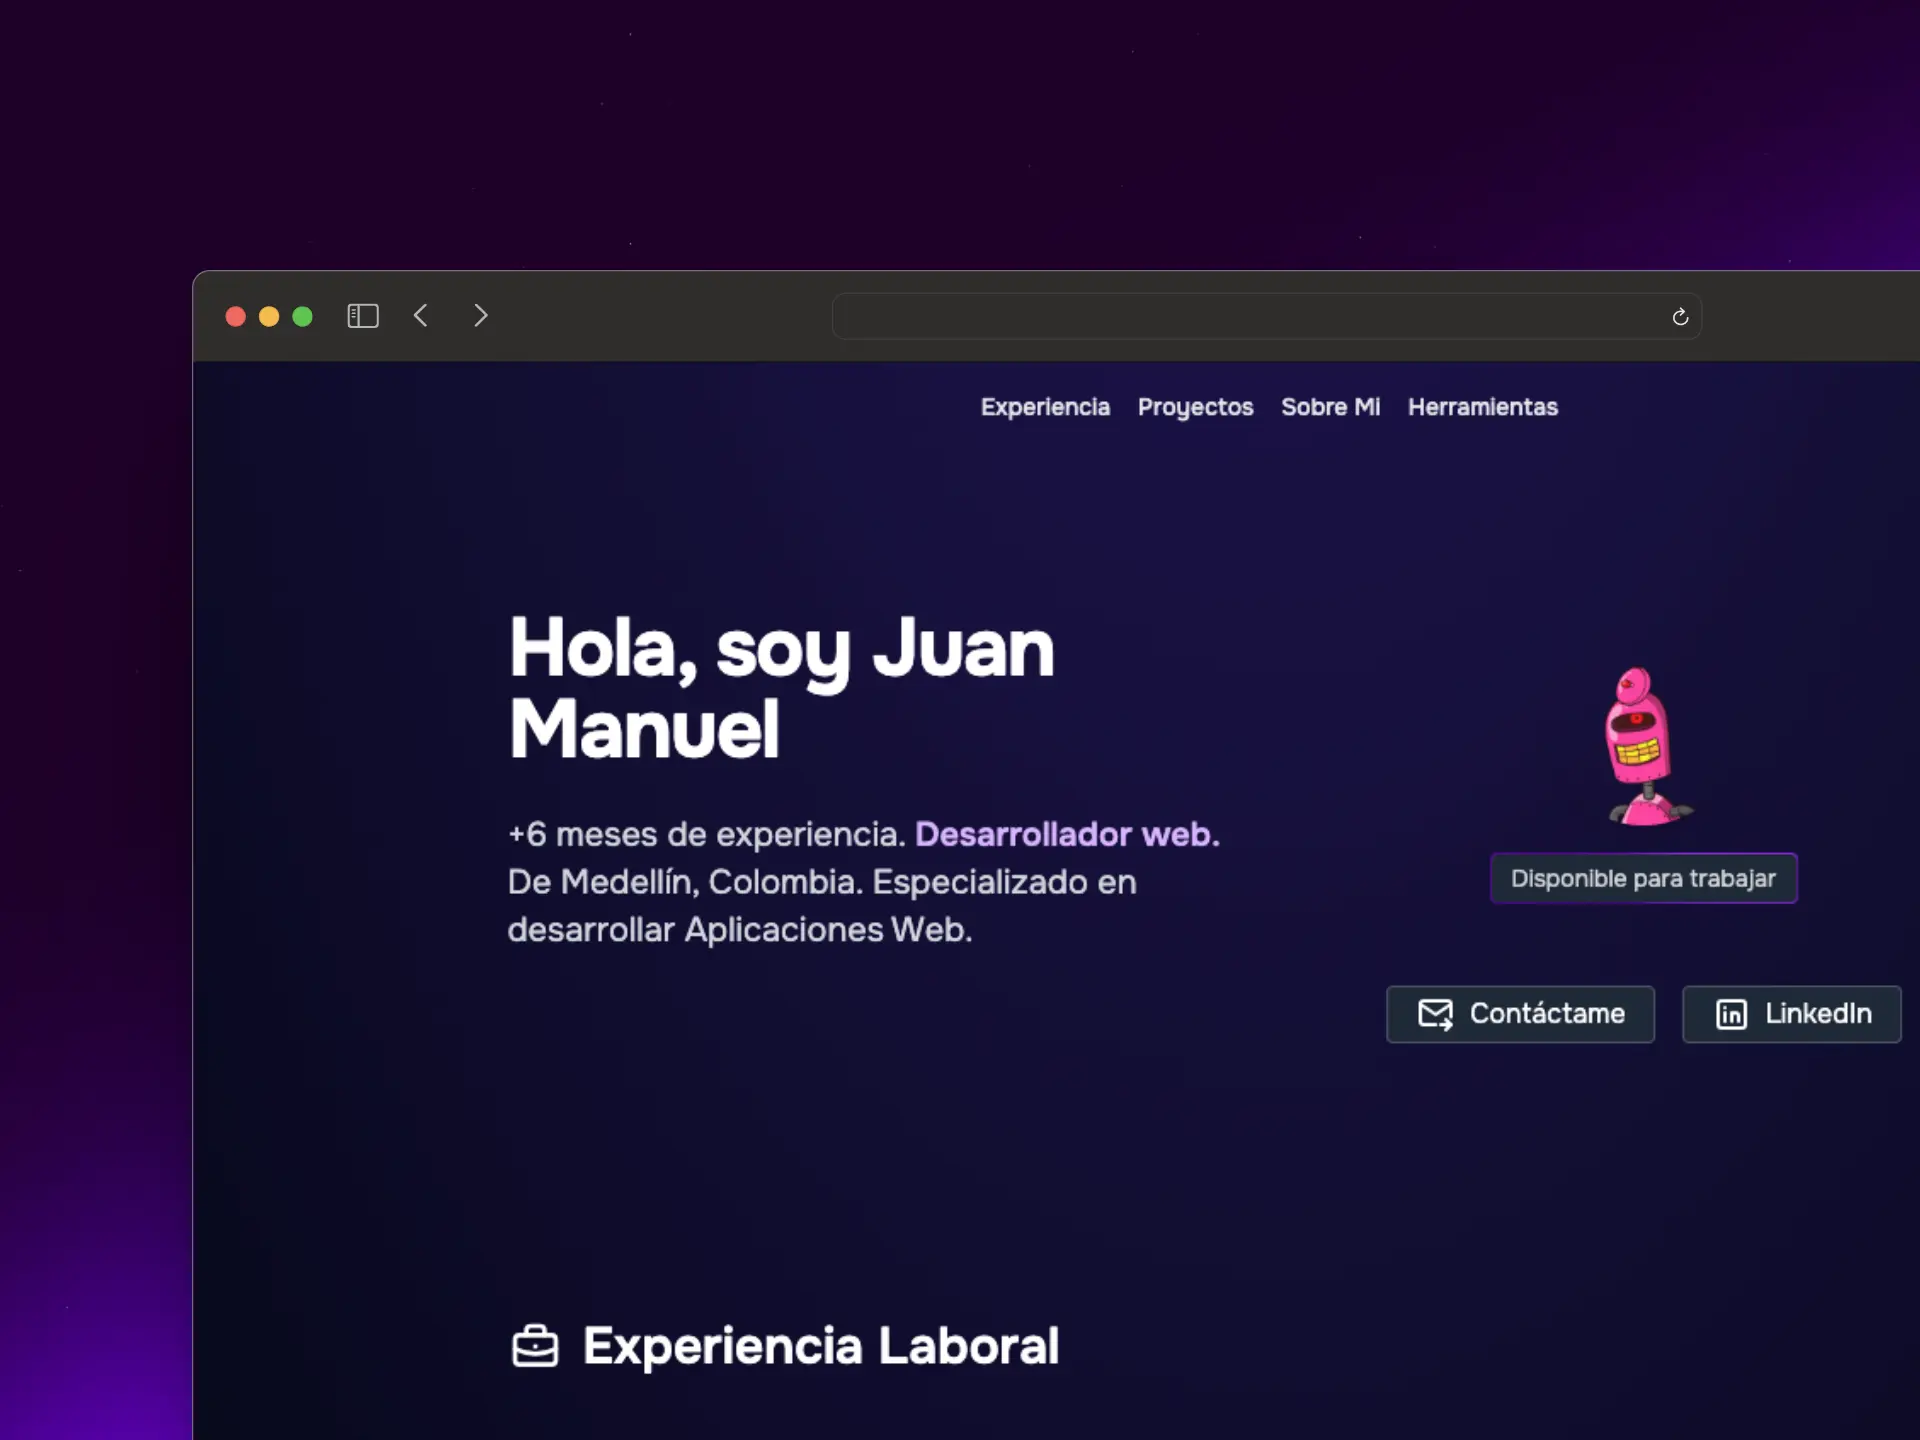 Experiencia Proyectos Sobre Mi Herramientas
Hola, soy Juan
Manuel
+6 meses de experiencia. Desarrollador web.
De Medellín, Colombia. Especializado en
desarrollar Aplicaciones Web.
Disponible para trabajar
Contáctame
LinkedIn
Experiencia Laboral